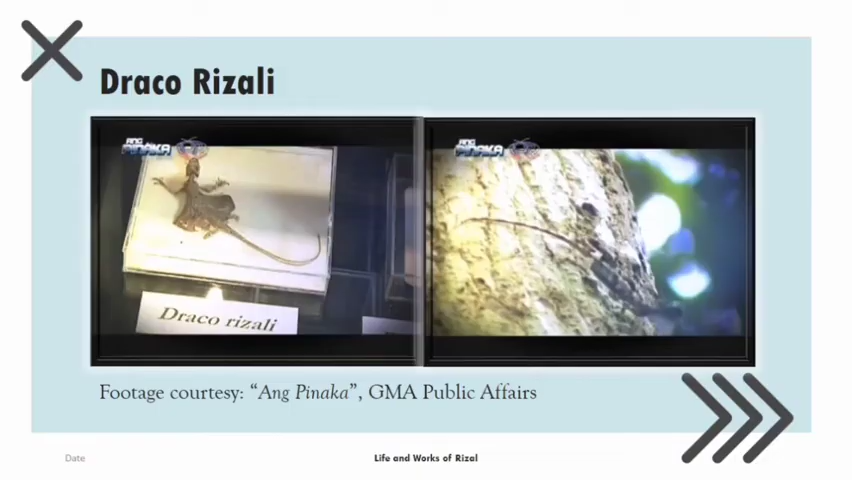 Draco Rizali
ANG
PINAKA
ANG
PINAKA
Draco rizali
Footage courtesy: “Ang Pinaka”, GMA Public Affairs
Date
Life and Works of Rizal